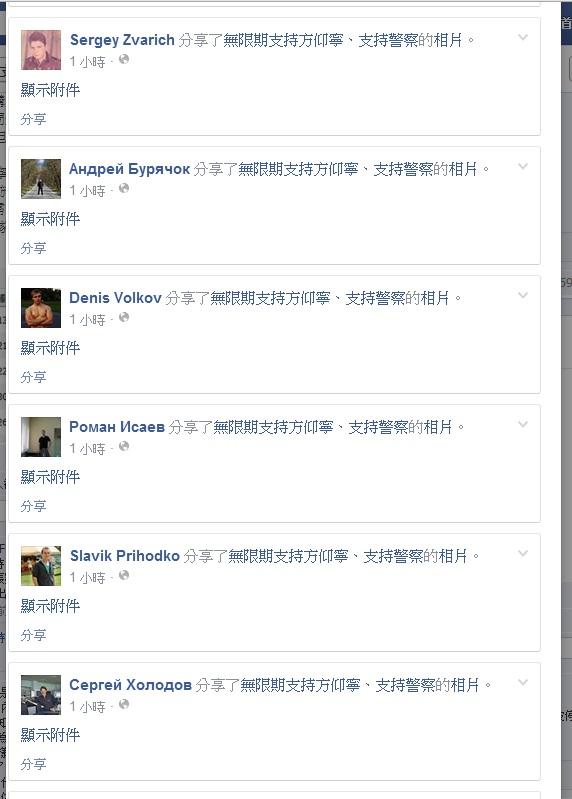 Sergey Zvarich 分享了無限期支持方仰寧、支持警察的相片。
1 小時 ·
顯示附件
分享
Андрей Бурячок 分享了無限期支持方仰寧、支持警察的相片。
1 小時 ·
顯示附件
分享
Denis Volkov 分享了無限期支持方仰寧、支持警察的相片。
1 小時 ·
顯示附件
分享
Роман Исаев 分享了無限期支持方仰寧、支持警察的相片。
1 小時 ·
顯示附件
分享
Slavik Prihodko 分享了無限期支持方仰寧、支持警察的相片。
1 小時 ·
顯示附件
分享
Сергей Холодов 分享了無限期支持方仰寧、支持警察的相片。
1 小時 ·
顯示附件
分享